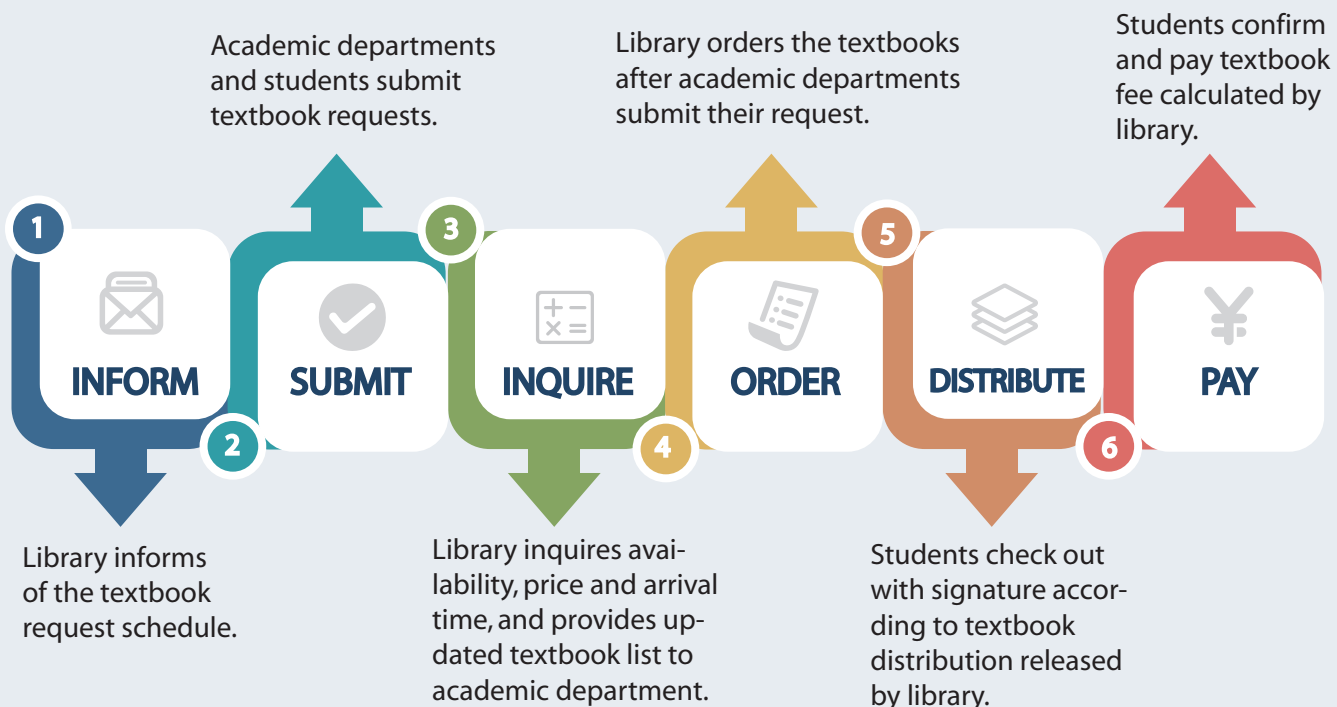 1
INFORM
Library informs
of the textbook
request schedule.
2
SUBMIT
Academic departments
and students submit
textbook requests.
3
INQUIRE
Library inquires avai-
lability, price and arrival
time, and provides up-
dated textbook list to
academic department.
4
ORDER
Library orders the textbooks
after academic departments
submit their request.
5
DISTRIBUTE
Students check out
with signature accor-
ding to textbook
distribution released
by library.
6
¥
PAY
Students confirm
and pay textbook
fee calculated by
library.